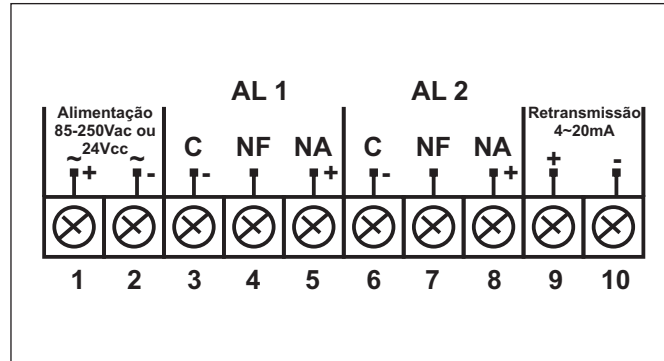 AL 1 AL 2
Alimentação
85-250Vac ou
24Vcc
Retransmissão
4~20mA
C NF NA C NF NA
~+ ~- - + - + + -
1 2 3 4 5 6 7 8 9 10